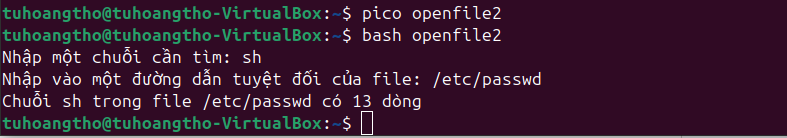 tuhoangtho@tuhoangtho-VirtualBox:~$ pico openfile2
tuhoangtho@tuhoangtho-VirtualBox:~$ bash openfile2
Nhập một chuỗi cần tìm: sh
Nhập vào một đường dẫn tuyệt đối của file: /etc/passwd
Chuỗi sh trong file /etc/passwd có 13 dòng
tuhoangtho@tuhoangtho-VirtualBox:~$